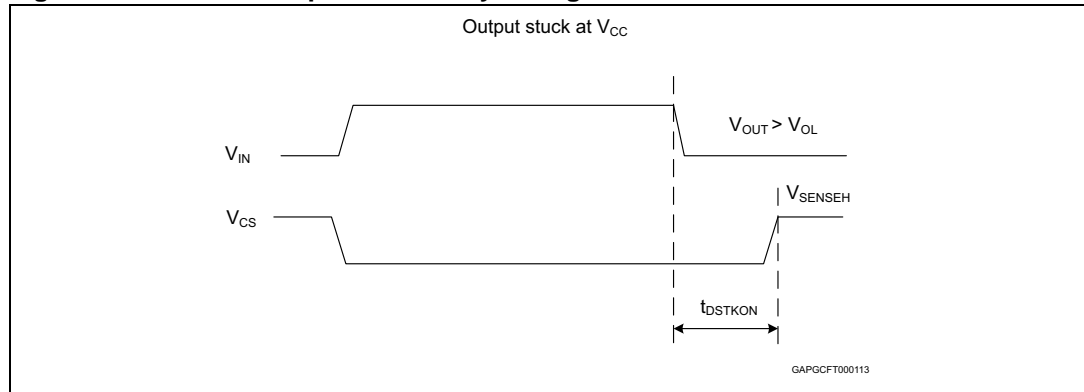 Output stuck at VCC
VOUT > VOL
VIN
VSENSEH
VCS
tDSTKON
GAPGCFT000113